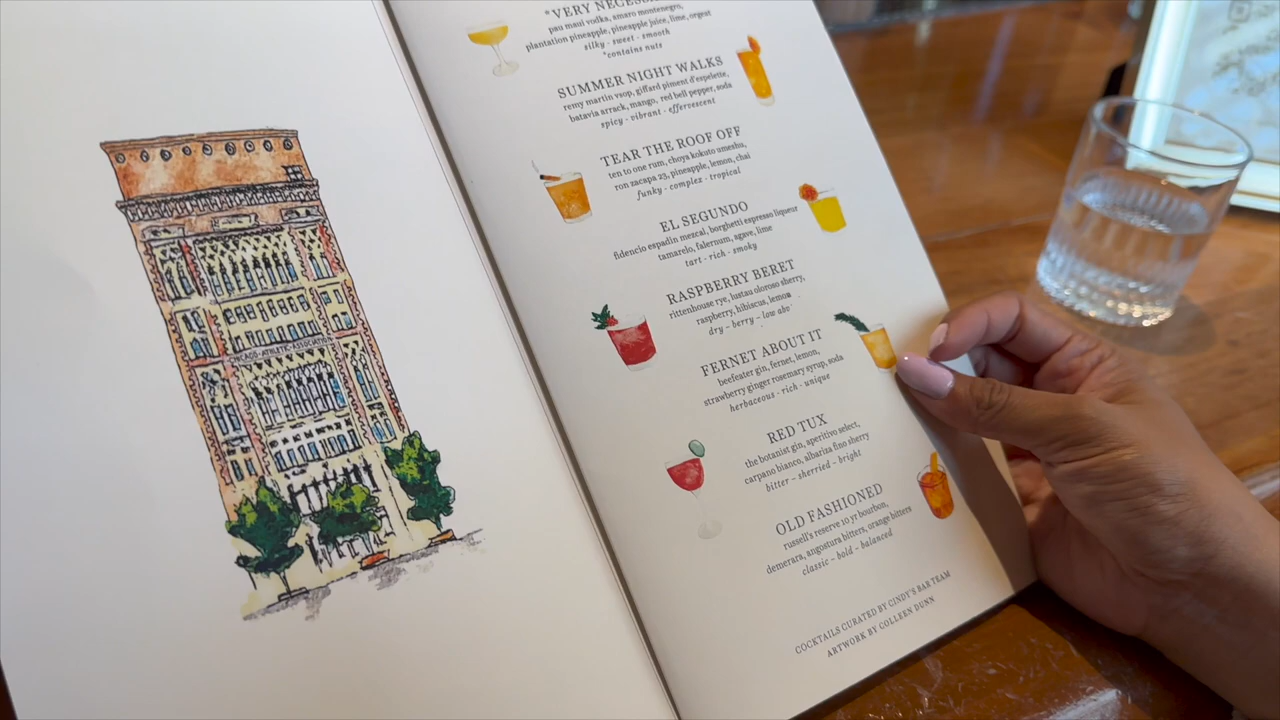 CHICAGO ATHLETIC ASSOCIATION
*VERY NECESS
pau maui vodka, amaro montenegro,
plantation pineapple, pineapple juice, lime, orgeat
silky - sweet - smooth
*contains nuts
SUMMER NIGHT WALKS
remy martin vsop, giffard piment d'espelette,
batavia arrack, mango, red bell pepper, soda
spicy - vibrant - effervescent
TEAR THE ROOF OFF
ten to one rum, choya kokuto umeshu,
ron zacapa 23, pineapple, lemon, chai
funky - complex - tropical
EL SEGUNDO
fidencio espadin mezcal, borghetti espresso liqueur
tamarelo, falernum, agave, lime
tart - rich - smoky
RASPBERRY BERET
rittenhouse rye, lustau oloroso sherry,
raspberry, hibiscus, lemon
dry – berry – low abv
FERNET ABOUT IT
beefeater gin, fernet, lemon,
strawberry ginger rosemary syrup, soda
herbaceous - rich - unique
RED TUX
the botanist gin, aperitivo select,
carpano bianco, albariza fino sherry
bitter – sherried – bright
OLD FASHIONED
russell's reserve 10 yr bourbon,
demerara, angostura bitters, orange bitters
classic – bold – balanced
COCKTAILS CURATED BY CINDY'S BAR TEAM
ARTWORK BY COLLEEN DUNN